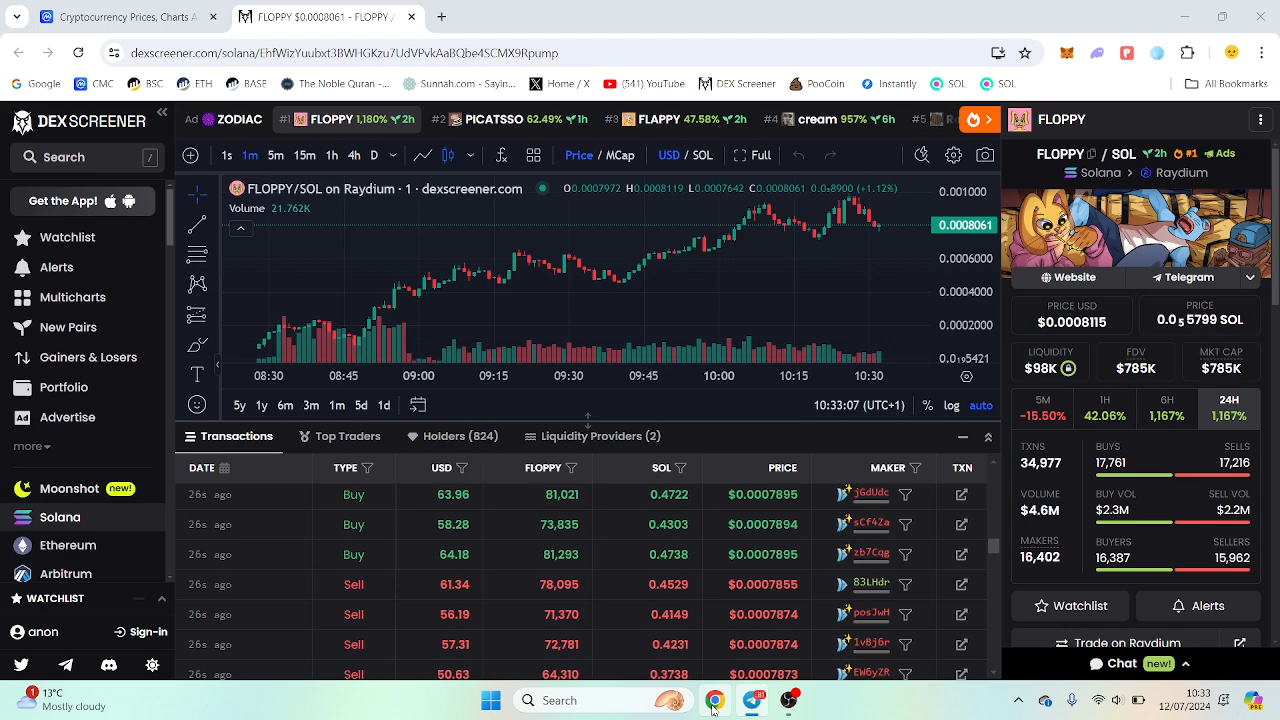 Cryptocurrency Prices, Charts A
FLOPPY $0.0008061 - FLOPPY /
dexscreener.com/solana/EhfWizYuubxt3BWHGKzu7UdVPvkAaBQbe4SCMX9Rpump
Google CMC BSC ETH BASE The Noble Quran -... Sunnah.com - Sayin... Home / X (541) YouTube DEX Screener PooCoin Instantly SOL SOL All Bookmarks
DEX SCREENER
Ad ZODIAC #1 FLOPPY 1,180% 2h #2 PICATSSO 62.49% 1h #3 FLAPPY 47.58% 2h #4 cream 957% 6h #5
FLOPPY
Search /
Get the App!
Watchlist
Alerts
Multicharts
New Pairs
Gainers & Losers
Portfolio
Ad Advertise
more
Moonshot new!
Solana
Ethereum
Arbitrum
WATCHLIST
anon Sign-in
1s 1m 5m 15m 1h 4h D Price / MCap USD / SOL Full
FLOPPY/SOL on Raydium · 1 · dexscreener.com O0.0007972 H0.0008119 L0.0007642 C0.0008061 0.0₅8900 (+1.12%)
Volume 21.762K
0.001000
0.0008061
0.0006000
0.0004000
0.0002000
0.0₁₉5421
08:30 08:45 09:00 09:15 09:30 09:45 10:00 10:15 10:30
5y 1y 6m 3m 1m 5d 1d 10:33:07 (UTC+1) % log auto
Transactions Top Traders Holders (824) Liquidity Providers (2)
DATE TYPE USD FLOPPY SOL PRICE MAKER TXN
26s ago Buy 63.96 81,021 0.4722 $0.0007895 jGdUdc
26s ago Buy 58.28 73,835 0.4303 $0.0007894 sCf4Za
26s ago Buy 64.18 81,293 0.4738 $0.0007895 zb7Cqg
26s ago Sell 61.34 78,095 0.4529 $0.0007855 83LHdr
26s ago Sell 56.19 71,370 0.4149 $0.0007874 posJwH
26s ago Sell 57.31 72,781 0.4231 $0.0007874 1vBj6r
26s ago Sell 50.63 64,310 0.3738 $0.0007874 EW6yZR
FLOPPY / SOL 2h #1 Ads
Solana > Raydium
Website Telegram
PRICE USD
$0.0008115
PRICE
0.0₅5799 SOL
LIQUIDITY
$98K
FDV
$785K
MKT CAP
$785K
5M
-15.50%
1H
42.06%
6H
1,167%
24H
1,167%
TXNS
34,977
BUYS
17,761
SELLS
17,216
VOLUME
$4.6M
BUY VOL
$2.3M
SELL VOL
$2.2M
MAKERS
16,402
BUYERS
16,387
SELLERS
15,962
Watchlist Alerts
Trade on Raydium
Chat new!
1
13°C
Mostly cloudy
Search
81
10:33
12/07/2024
PRE